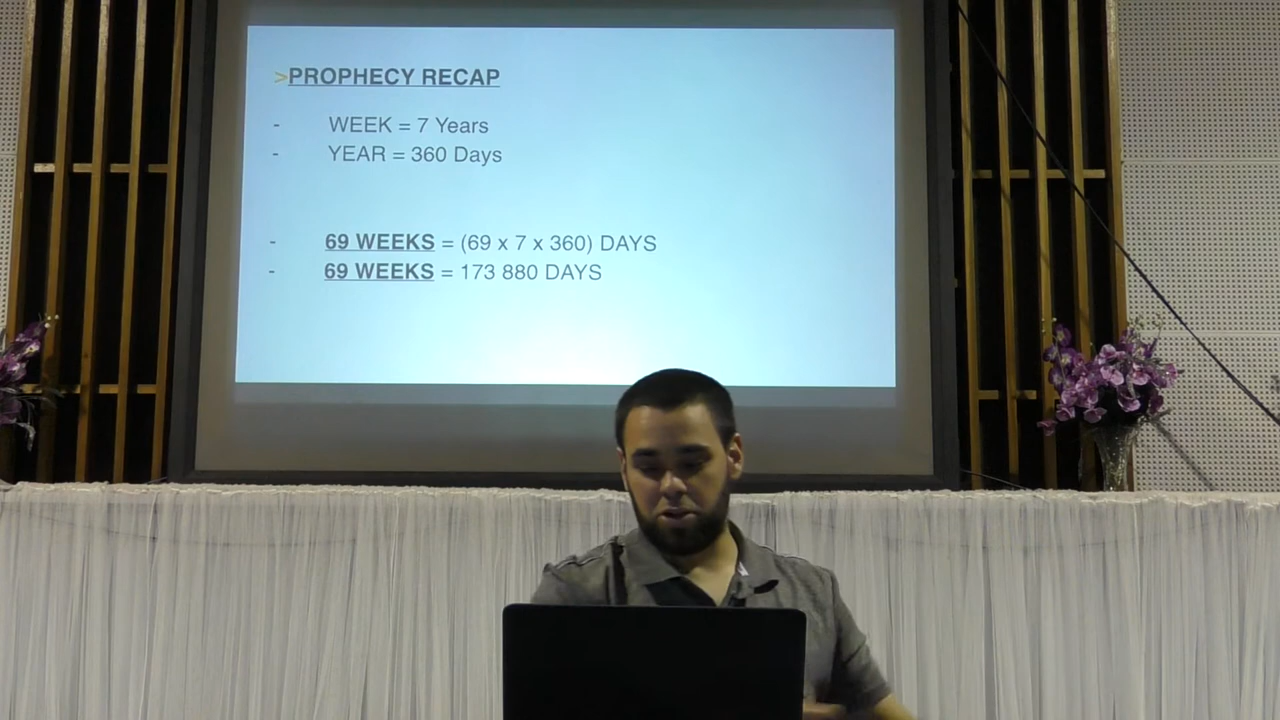 >PROPHECY RECAP
- WEEK = 7 Years
- YEAR = 360 Days
- 69 WEEKS = (69 x 7 x 360) DAYS
- 69 WEEKS = 173 880 DAYS